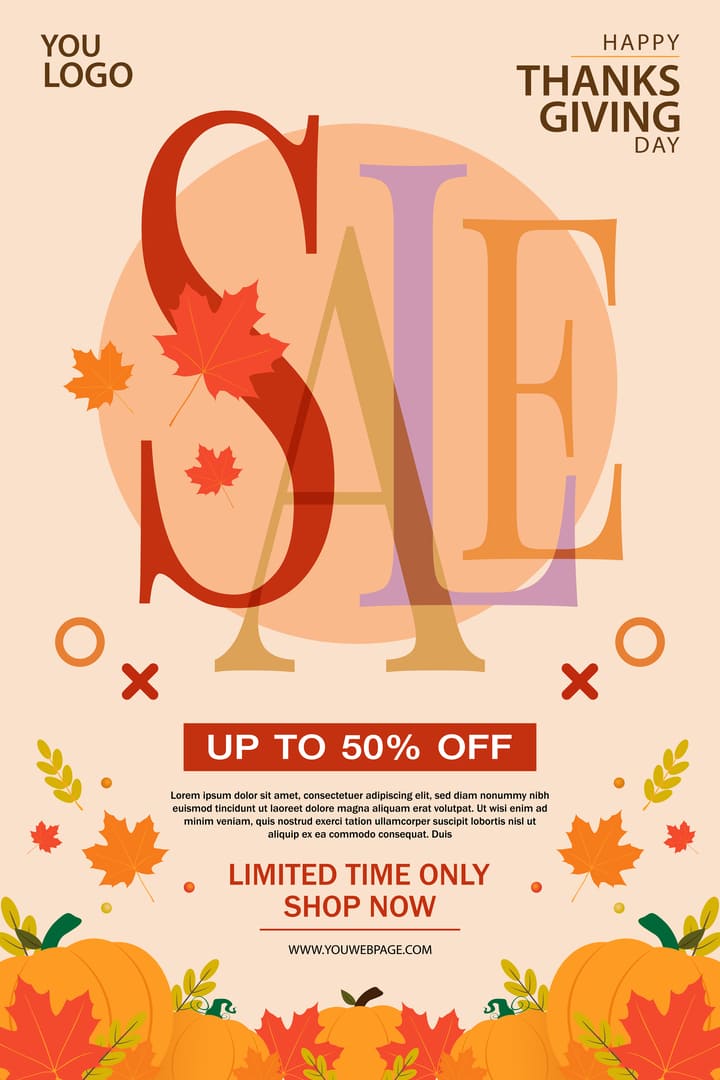 YOU
LOGO
HAPPY
THANKS
GIVING
DAY
SALE
UP TO 50% OFF
Lorem ipsum dolor sit amet, consectetuer adipiscing elit, sed diam nonummy nibh
euismod tincidunt ut laoreet dolore magna aliquam erat volutpat. Ut wisi enim ad
minim veniam, quis nostrud exerci tation ullamcorper suscipit lobortis nisl ut
aliquip ex ea commodo consequat. Duis
LIMITED TIME ONLY
SHOP NOW
WWW.YOUWEBPAGE.COM